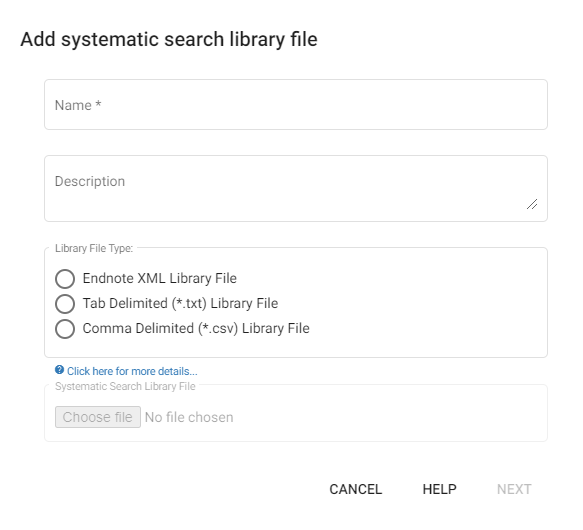 Add systematic search library file
Name *
Description
Library File Type:
Endnote XML Library File
Tab Delimited (*.txt) Library File
Comma Delimited (*.csv) Library File
? Click here for more details...
Systematic Search Library File
Choose file No file chosen
CANCEL HELP NEXT